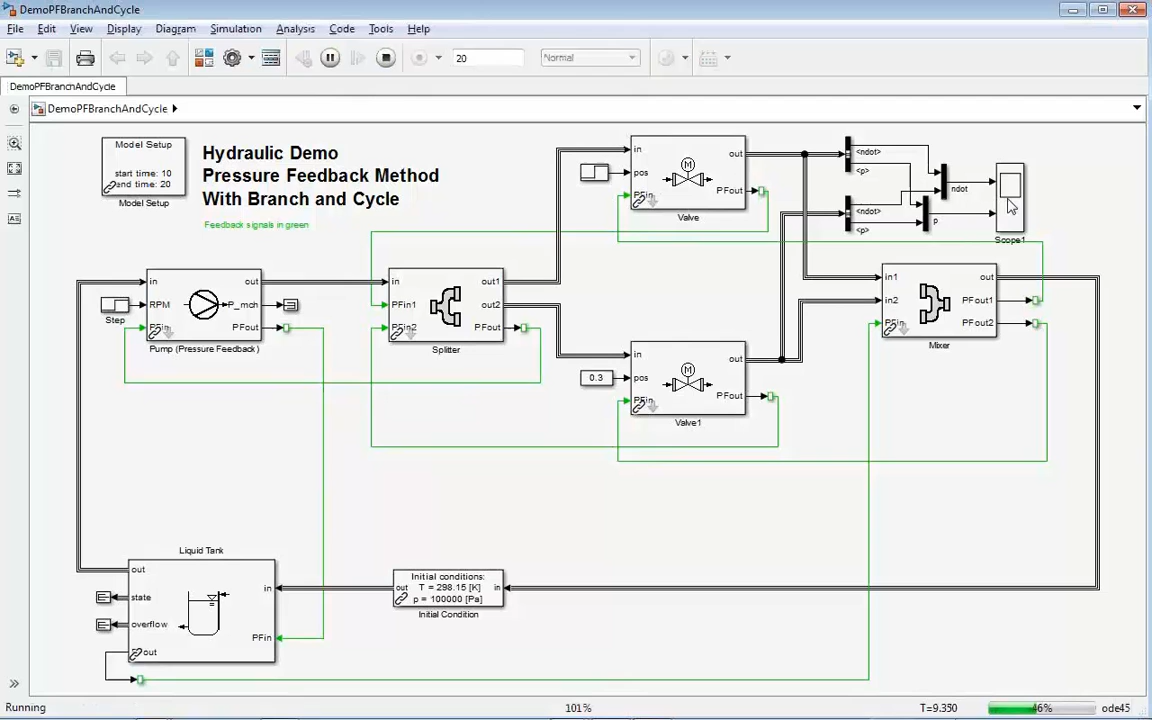 DemoPFBranchAndCycle
File Edit View Display Diagram Simulation Analysis Code Tools Help
20
Normal
DemoPFBranchAndCycle
DemoPFBranchAndCycle
Model Setup
start time: 10
end time: 20
Model Setup
Hydraulic Demo
Pressure Feedback Method
With Branch and Cycle
Feedback signals in green
in
pos
PFin
out
PFout
Valve
<ndot>
<p>
<ndot>
<p>
ndot
p
Scope1
in
RPM
PFin
out
P_mch
PFout
Step
Pump (Pressure Feedback)
in
PFin1
PFin2
out1
out2
PFout
Splitter
in1
in2
PFin
out
PFout1
PFout2
Mixer
0.3
in
pos
PFin
out
PFout
Valve1
Liquid Tank
out
state
overflow
out
in
PFin
Initial conditions:
T = 298.15 [K]
p = 100000 [Pa]
out
in
Initial Condition
Running
101%
T=9.350
46%
ode45